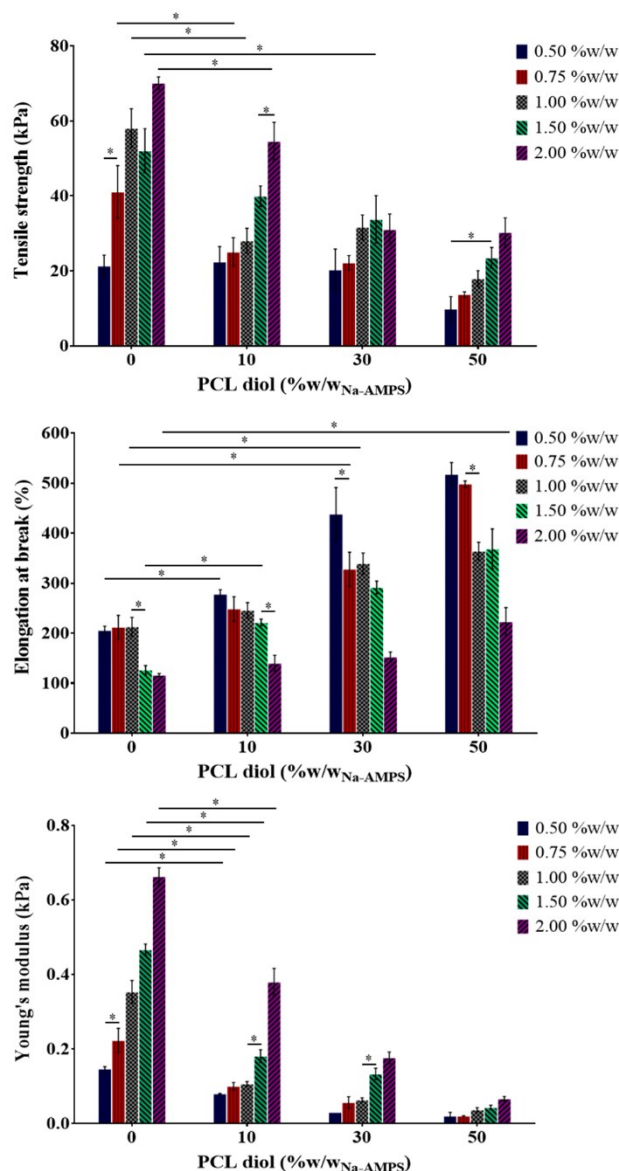 * 0.50 %w/w
* 0.75 %w/w
* 1.00 %w/w
* 1.50 %w/w
* * 2.00 %w/w
*
*
Tensile strength (kPa)
80
60
40
20
0
0 10 30 50
PCL diol (%w/wNa-AMPS)
* 0.50 %w/w
* 0.75 %w/w
* 1.00 %w/w
* * 1.50 %w/w
* 2.00 %w/w
*
* *
Elongation at break (%)
600
500
400
300
200
100
0
0 10 30 50
PCL diol (%w/wNa-AMPS)
* 0.50 %w/w
* 0.75 %w/w
* 1.00 %w/w
* 1.50 %w/w
* 2.00 %w/w
*
* *
Young's modulus (kPa)
0.8
0.6
0.4
0.2
0.0
0 10 30 50
PCL diol (%w/wNa-AMPS)